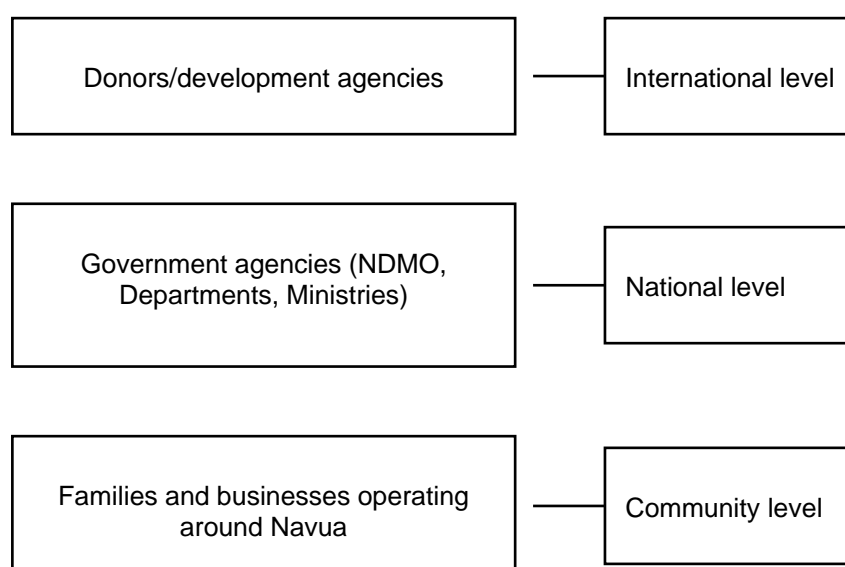 Donors/development agencies
International level
Government agencies (NDMO,
Departments, Ministries)
National level
Families and businesses operating
around Navua
Community level